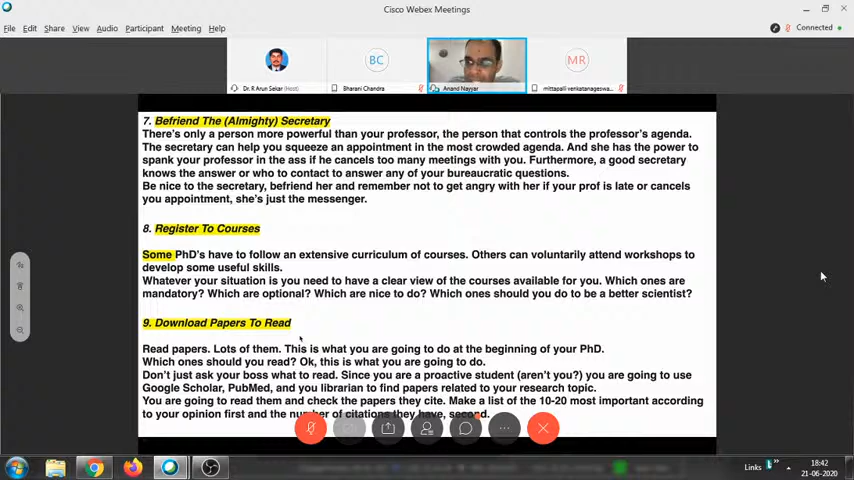 Cisco Webex Meetings
File Edit Share View Audio Participant Meeting Help
Connected
BC
MR
Dr. R Arun Sekar (Host)
Bharani Chandra
Anand Nayyar
mittapalli venkatanageswa...
7. Befriend The (Almighty) Secretary
There's only a person more powerful than your professor, the person that controls the professor's agenda.
The secretary can help you squeeze an appointment in the most crowded agenda. And she has the power to
spank your professor in the ass if he cancels too many meetings with you. Furthermore, a good secretary
knows the answer or who to contact to answer any of your bureaucratic questions.
Be nice to the secretary, befriend her and remember not to get angry with her if your prof is late or cancels
you appointment, she's just the messenger.
8. Register To Courses
Some PhD's have to follow an extensive curriculum of courses. Others can voluntarily attend workshops to
develop some useful skills.
Whatever your situation is you need to have a clear view of the courses available for you. Which ones are
mandatory? Which are optional? Which are nice to do? Which ones should you do to be a better scientist?
9. Download Papers To Read
Read papers. Lots of them. This is what you are going to do at the beginning of your PhD.
Which ones should you read? Ok, this is what you are going to do.
Don't just ask your boss what to read. Since you are a proactive student (aren't you?) you are going to use
Google Scholar, PubMed, and you librarian to find papers related to your research topic.
You are going to read them and check the papers they cite. Make a list of the 10-20 most important according
to your opinion first and the number of citations they have, second.
Links
18:42
21-06-2020